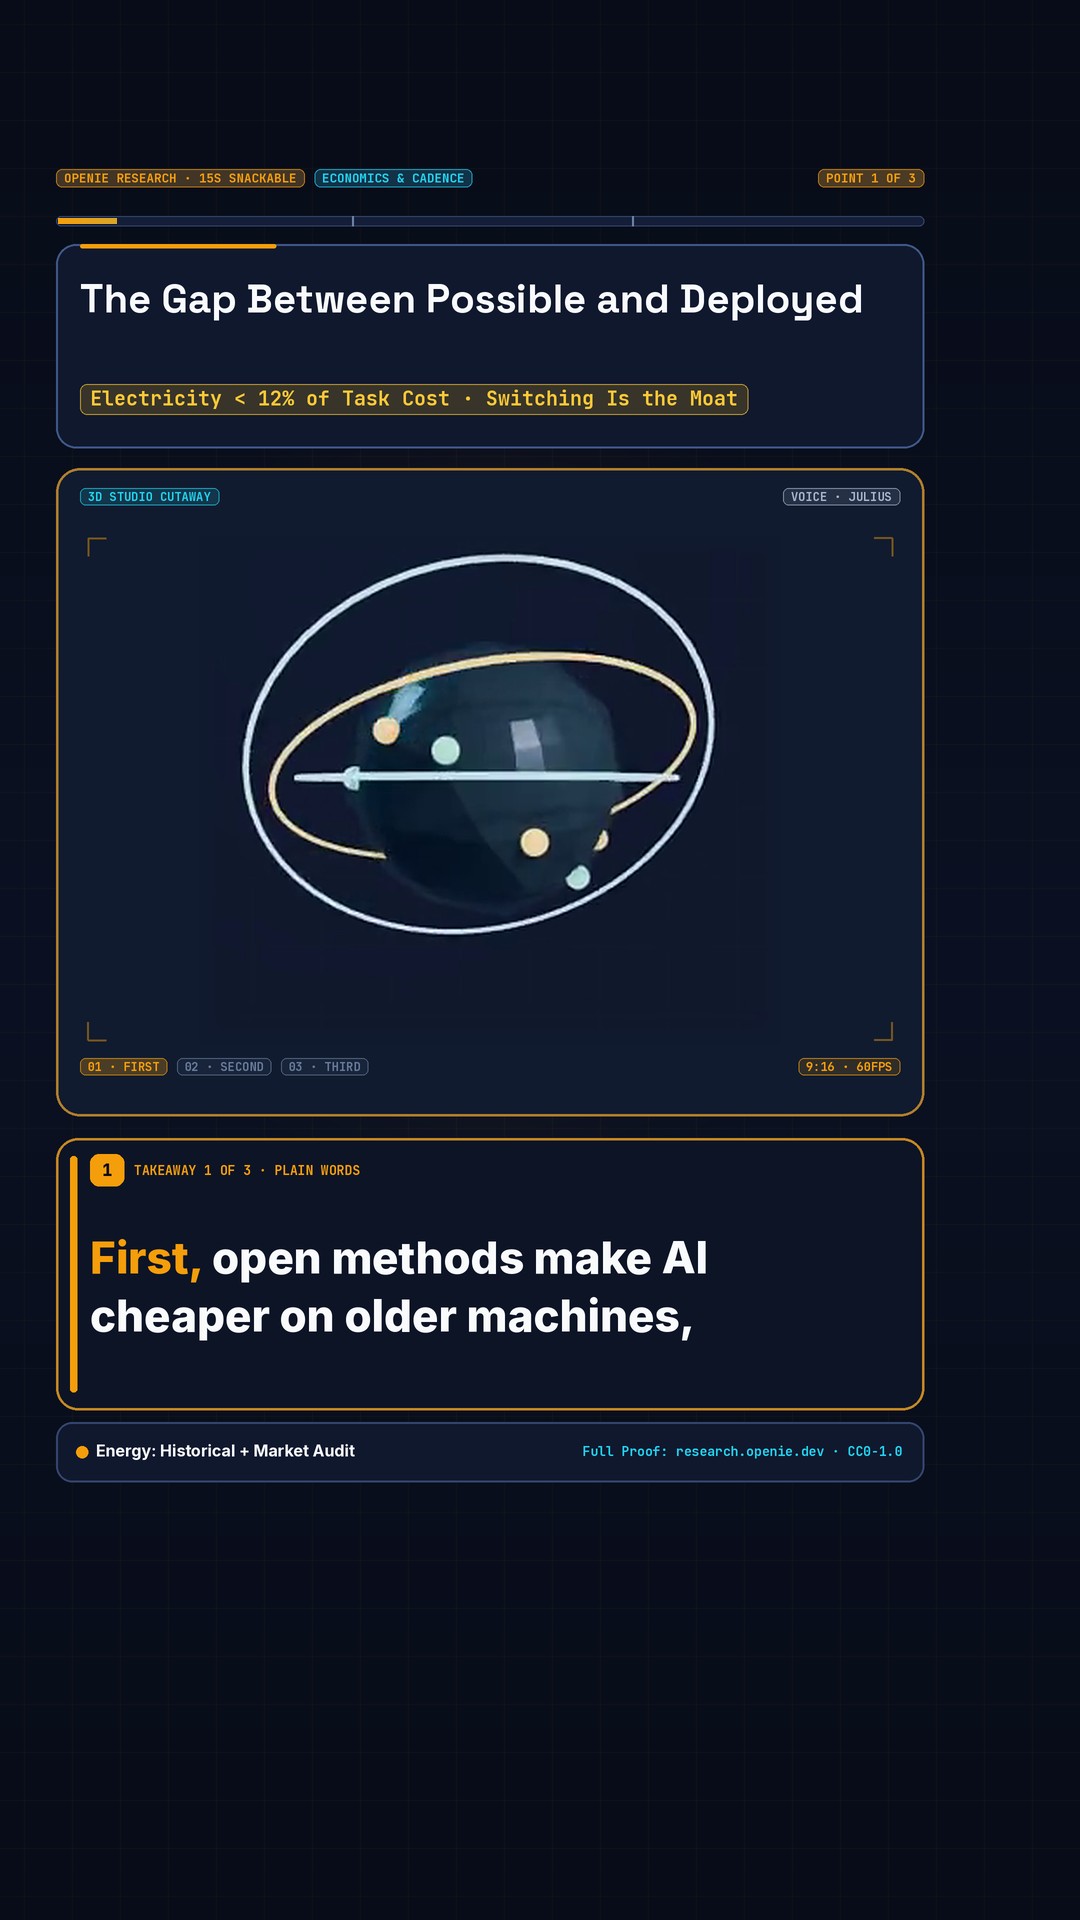 OPENIE RESEARCH · 15S SNACKABLE
ECONOMICS & CADENCE
POINT 1 OF 3
The Gap Between Possible and Deployed
Electricity < 12% of Task Cost · Switching Is the Moat
3D STUDIO CUTAWAY
VOICE · JULIUS
01 · FIRST
02 · SECOND
03 · THIRD
9:16 · 60FPS
1
TAKEAWAY 1 OF 3 · PLAIN WORDS
First, open methods make AI
cheaper on older machines,
Energy: Historical + Market Audit
Full Proof: research.openie.dev · CC0-1.0